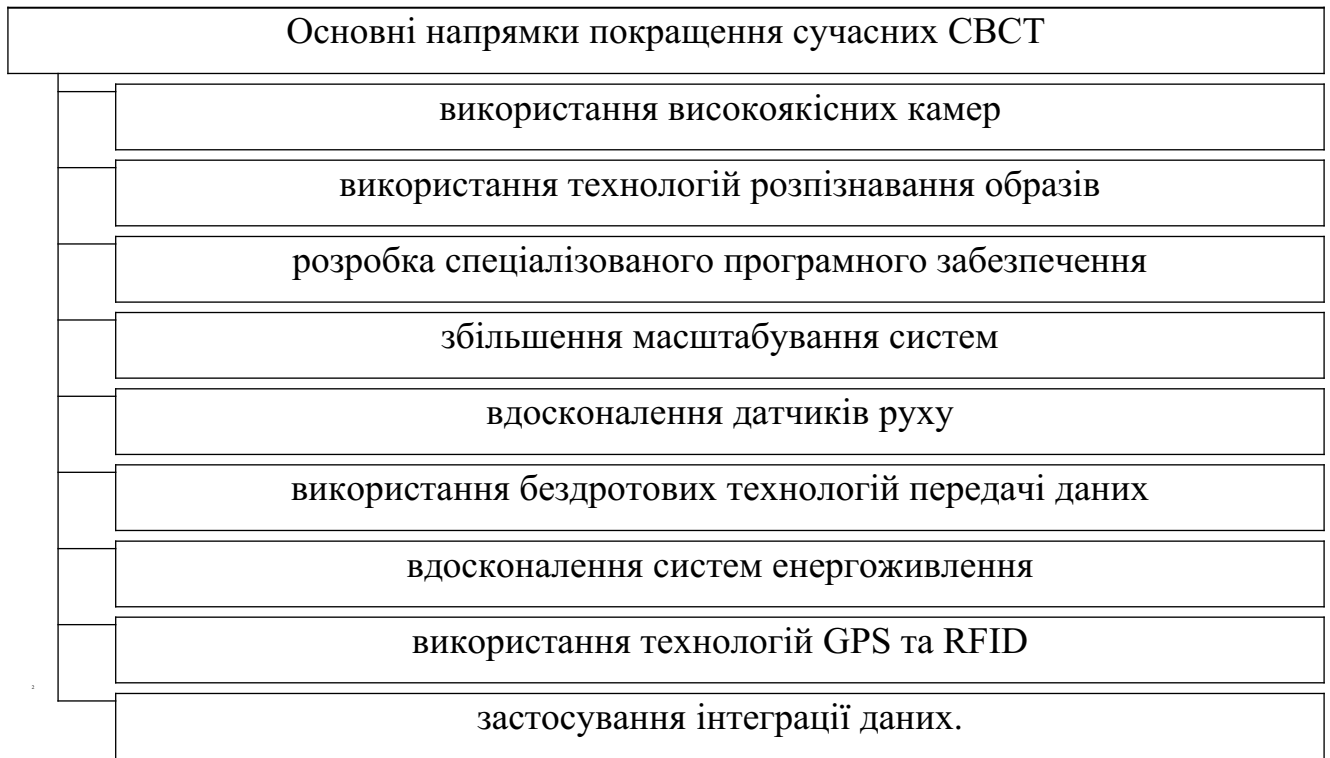 Основні напрямки покращення сучасних СВСТ
використання високоякісних камер
використання технологій розпізнавання образів
розробка спеціалізованого програмного забезпечення
збільшення масштабування систем
вдосконалення датчиків руху
використання бездротових технологій передачі даних
вдосконалення систем енергоживлення
використання технологій GPS та RFID
застосування інтеграції даних.